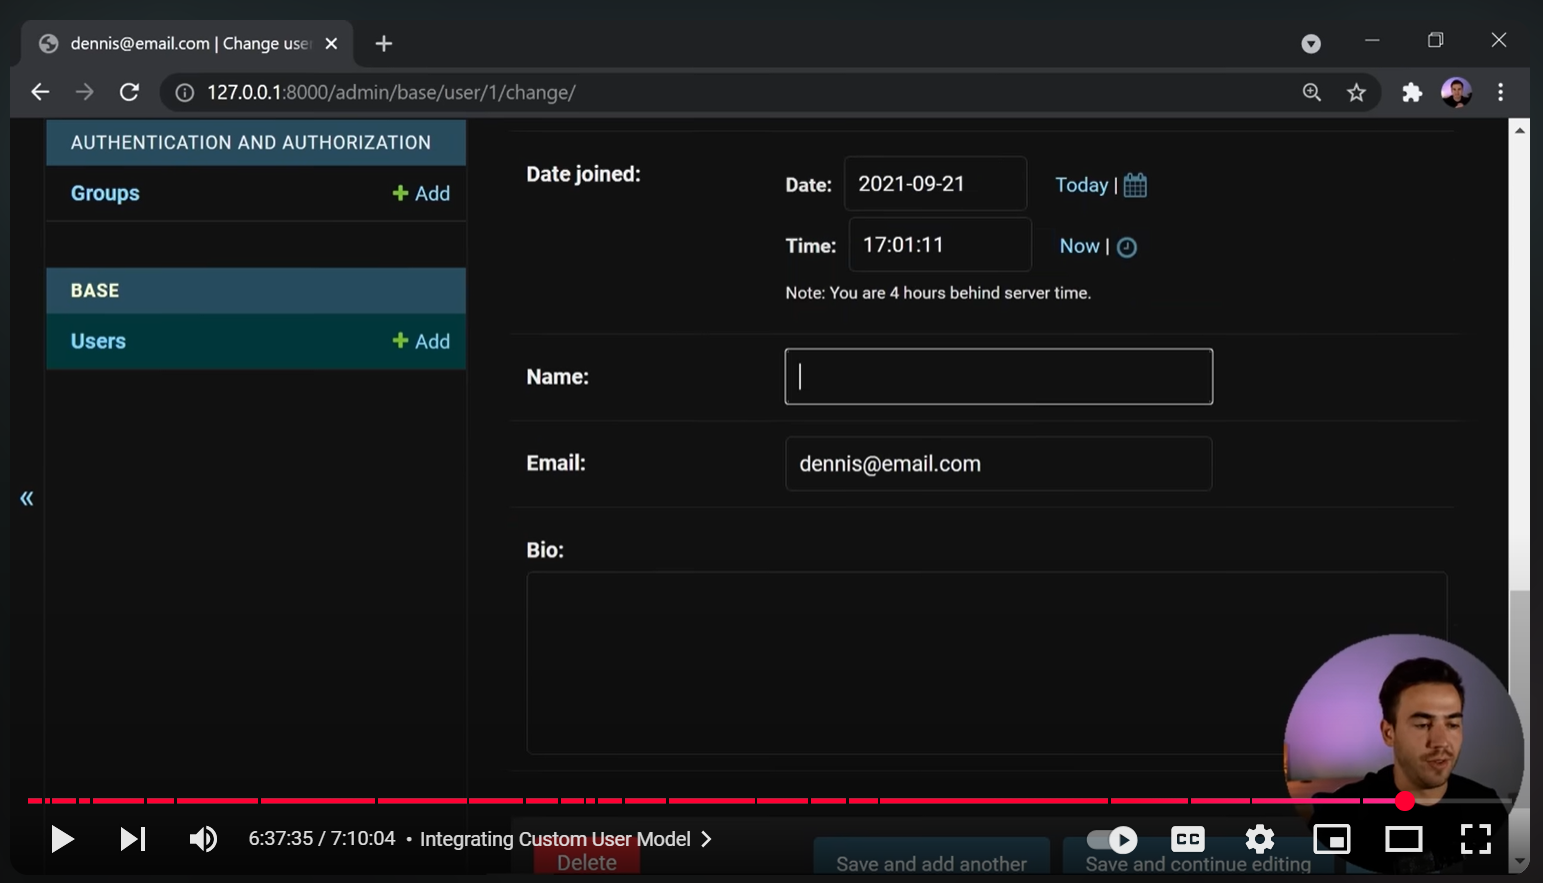 dennis@email.com | Change user
127.0.0.1:8000/admin/base/user/1/change/
AUTHENTICATION AND AUTHORIZATION
Groups
Add
BASE
Users
Add
Date joined:
Date:
2021-09-21
Today |
Time:
17:01:11
Now |
Note: You are 4 hours behind server time.
Name:
Email:
dennis@email.com
Bio:
6:37:35 / 7:10:04 • Integrating Custom User Model
CC
Delete
Save and add another
Save and continue editing